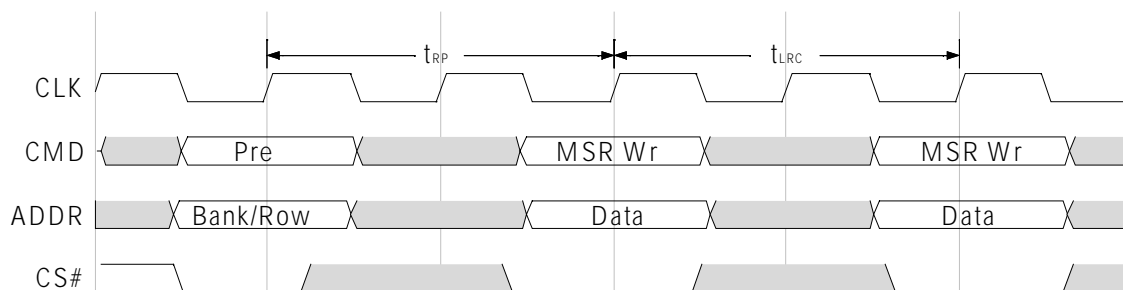 tRP tLRC
CLK
CMD Pre MSR Wr MSR Wr
ADDR Bank/Row Data Data
CS#